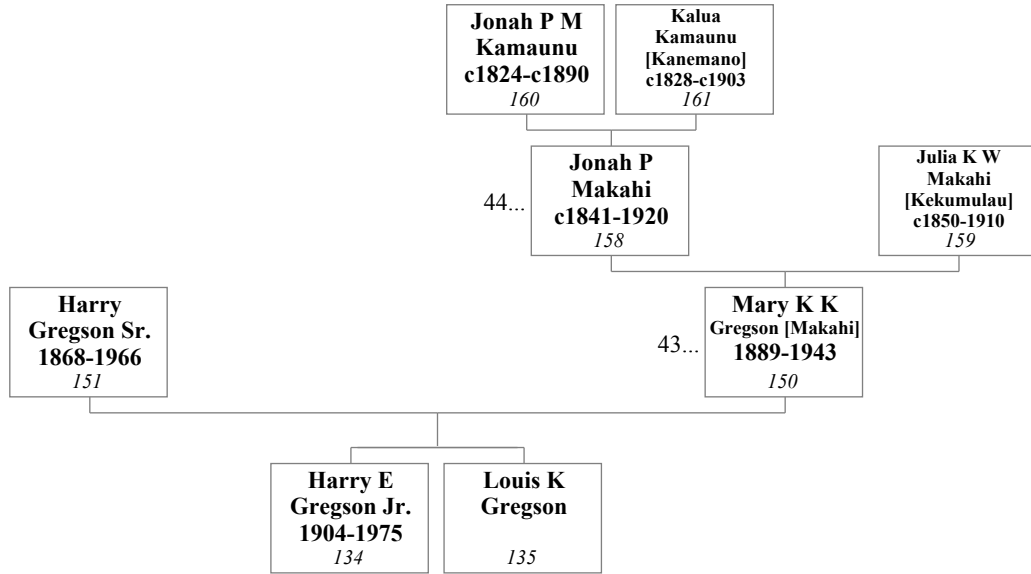 Jonah P M
Kamaunu
c1824-c1890
160
Kalua
Kamaunu
[Kanemano]
c1828-c1903
161
44...
Jonah P
Makahi
c1841-1920
158
Julia K W
Makahi
[Kekumulau]
c1850-1910
159
Harry
Gregson Sr.
1868-1966
151
43...
Mary K K
Gregson [Makahi]
1889-1943
150
Harry E
Gregson Jr.
1904-1975
134
Louis K
Gregson
135